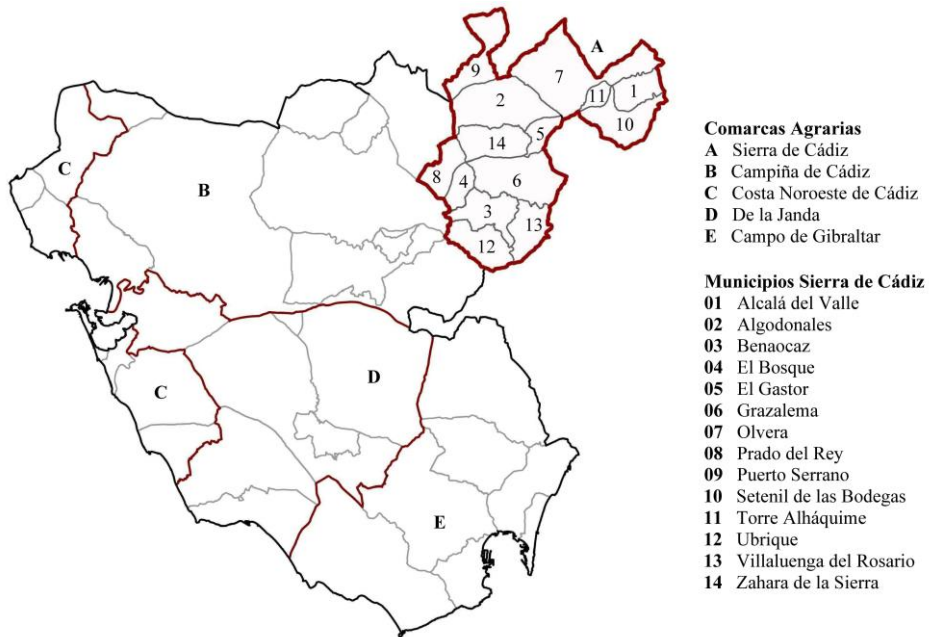 A
9
7
2
11
1
10
5
14
C
B
8
4
6
3
13
12
C
D
E
Comarcas Agrarias
A Sierra de Cádiz
B Campiña de Cádiz
C Costa Noroeste de Cádiz
D De la Janda
E Campo de Gibraltar
Municipios Sierra de Cádiz
01 Alcalá del Valle
02 Algodonales
03 Benaocaz
04 El Bosque
05 El Gastor
06 Grazalema
07 Olvera
08 Prado del Rey
09 Puerto Serrano
10 Setenil de las Bodegas
11 Torre Alháquime
12 Ubrique
13 Villaluenga del Rosario
14 Zahara de la Sierra